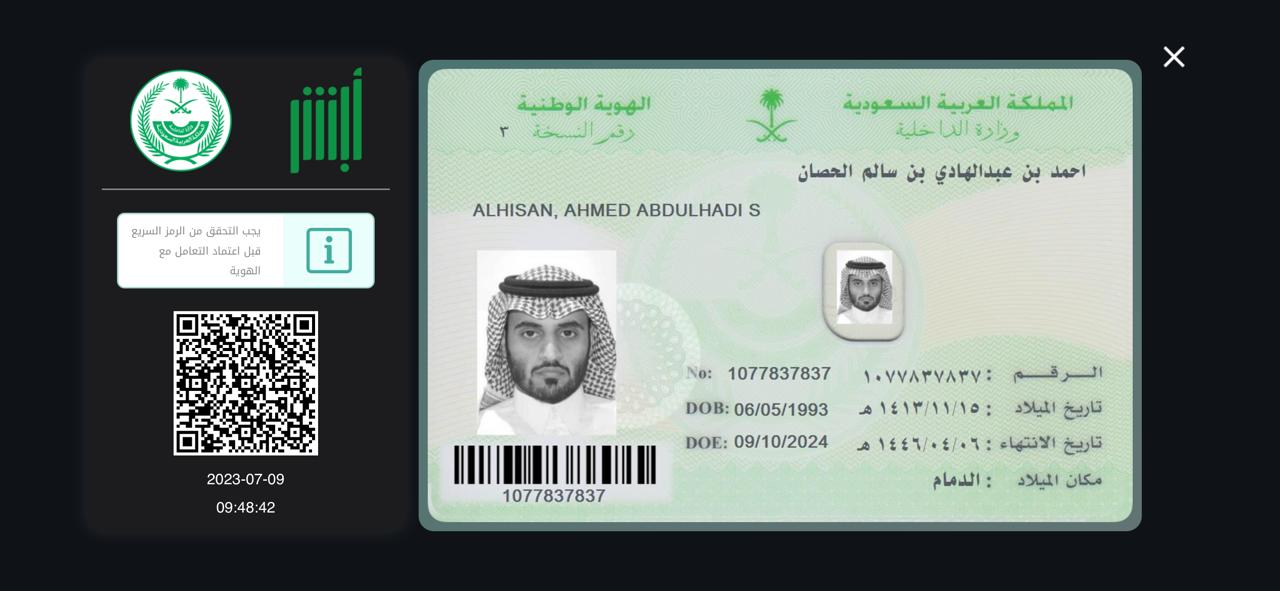 أبشر
يجب التحقق من الرمز السريع
قبل اعتماد التعامل مع
الهوية
2023-07-09
09:48:42
المملكة العربية السعودية
وزارة الداخلية
الهوية الوطنية
رقم النسخة ٣
احمد بن عبدالهادي بن سالم الحصان
ALHISAN, AHMED ABDULHADI S
الـــرقـــم : ١٠٧٧٨٣٧٨٣٧
No: 1077837837
تاريخ الميلاد : ١٤١٣/١١/١٥ هـ
DOB: 06/05/1993
تاريخ الانتهاء : ١٤٤٦/٠٤/٠٦ هـ
DOE: 09/10/2024
مكان الميلاد : الدمام
1077837837